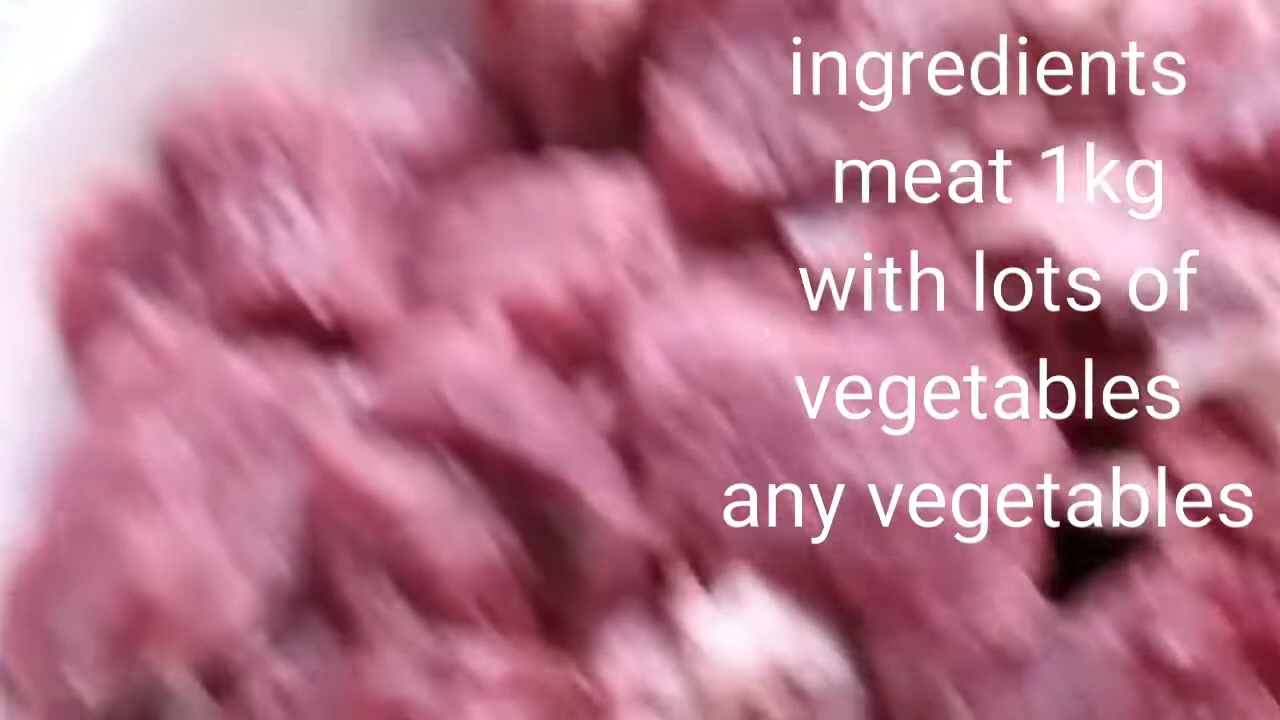 ingredients
meat 1kg
with lots of
vegetables
any vegetables